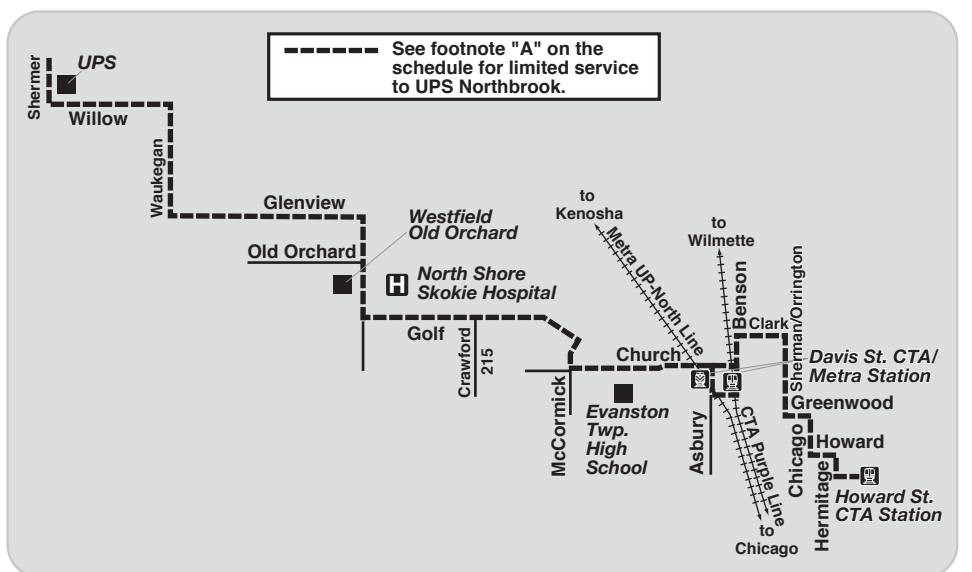 See footnote "A" on the
schedule for limited service
to UPS Northbrook.
Shermer
UPS
Willow
Waukegan
Glenview
Westfield
Old Orchard
Old Orchard
H
North Shore
Skokie Hospital
Golf
Crawford
215
to
Kenosha
Metra UP-North Line
to
Wilmette
Benson
Clark
Sherman/Orrington
Church
Davis St. CTA/
Metra Station
McCormick
Evanston
Twp.
High
School
Asbury
CTA Purple Line
Greenwood
Chicago
Howard
Hermitage
Howard St.
CTA Station
to
Chicago